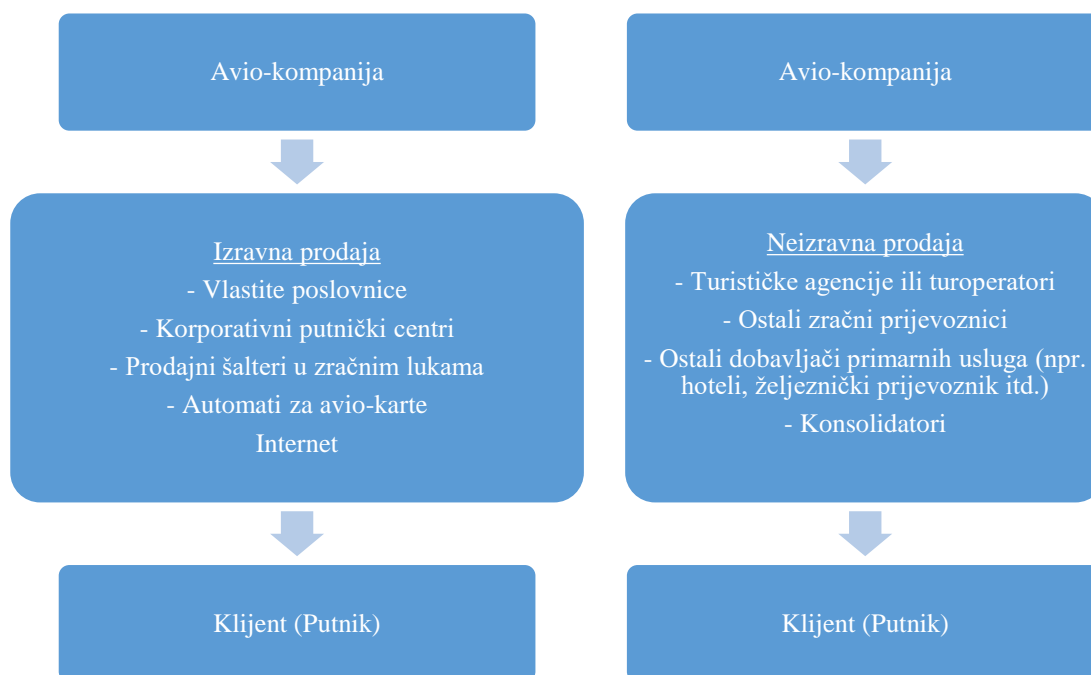 Avio-kompanija
Izravna prodaja
- Vlastite poslovnice
- Korporativni putnički centri
- Prodajni šalteri u zračnim lukama
- Automati za avio-karte
Internet
Klijent (Putnik)
Avio-kompanija
Neizravna prodaja
- Turističke agencije ili turoperatori
- Ostali zračni prijevoznici
- Ostali dobavljači primarnih usluga (npr.
hoteli, željeznički prijevoznik itd.)
- Konsolidatori
Klijent (Putnik)